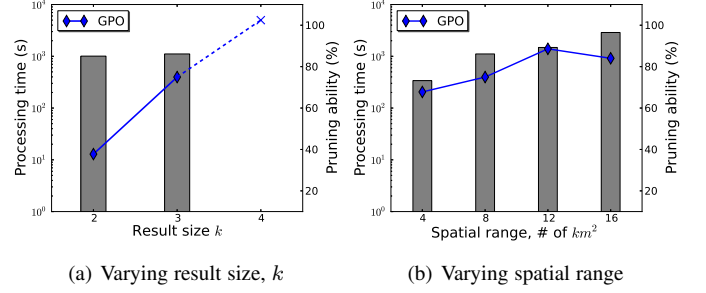 GPO
10^4
10^3
10^2
10^1
10^0
Processing time (s)
100
80
60
40
20
Pruning ability (%)
2 3 4
Result size k
(a) Varying result size, k
GPO
10^4
10^3
10^2
10^1
10^0
Processing time (s)
100
80
60
40
20
Pruning ability (%)
4 8 12 16
Spatial range, # of km^2
(b) Varying spatial range